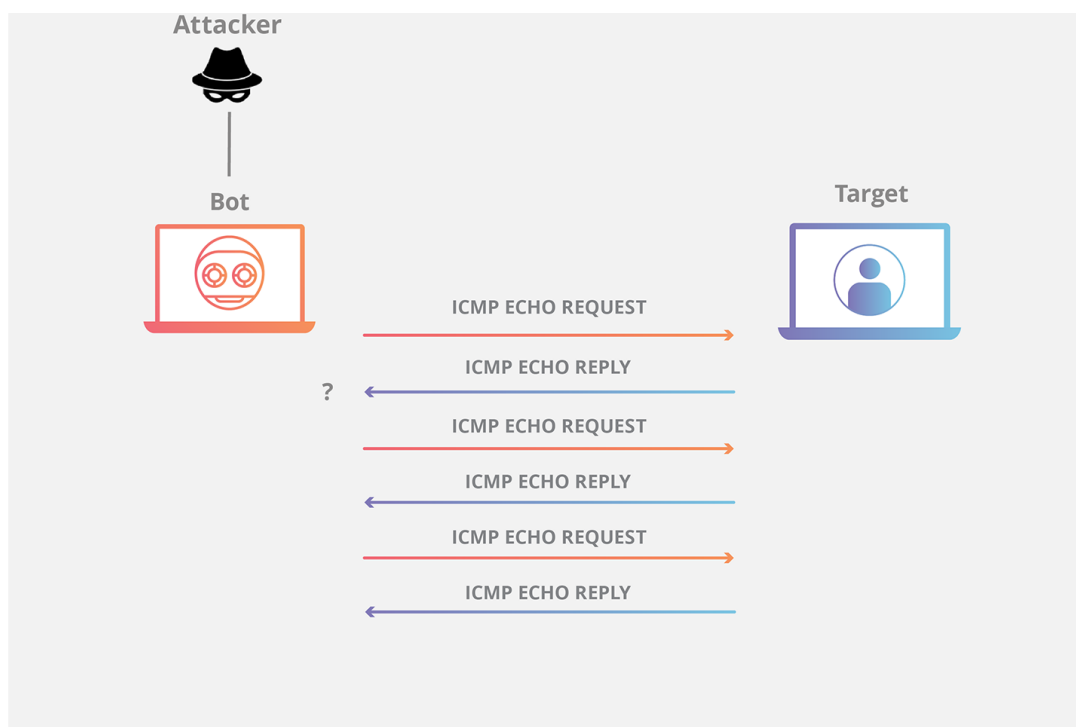 Attacker
Bot
Target
ICMP ECHO REQUEST
ICMP ECHO REPLY
?
ICMP ECHO REQUEST
ICMP ECHO REPLY
ICMP ECHO REQUEST
ICMP ECHO REPLY